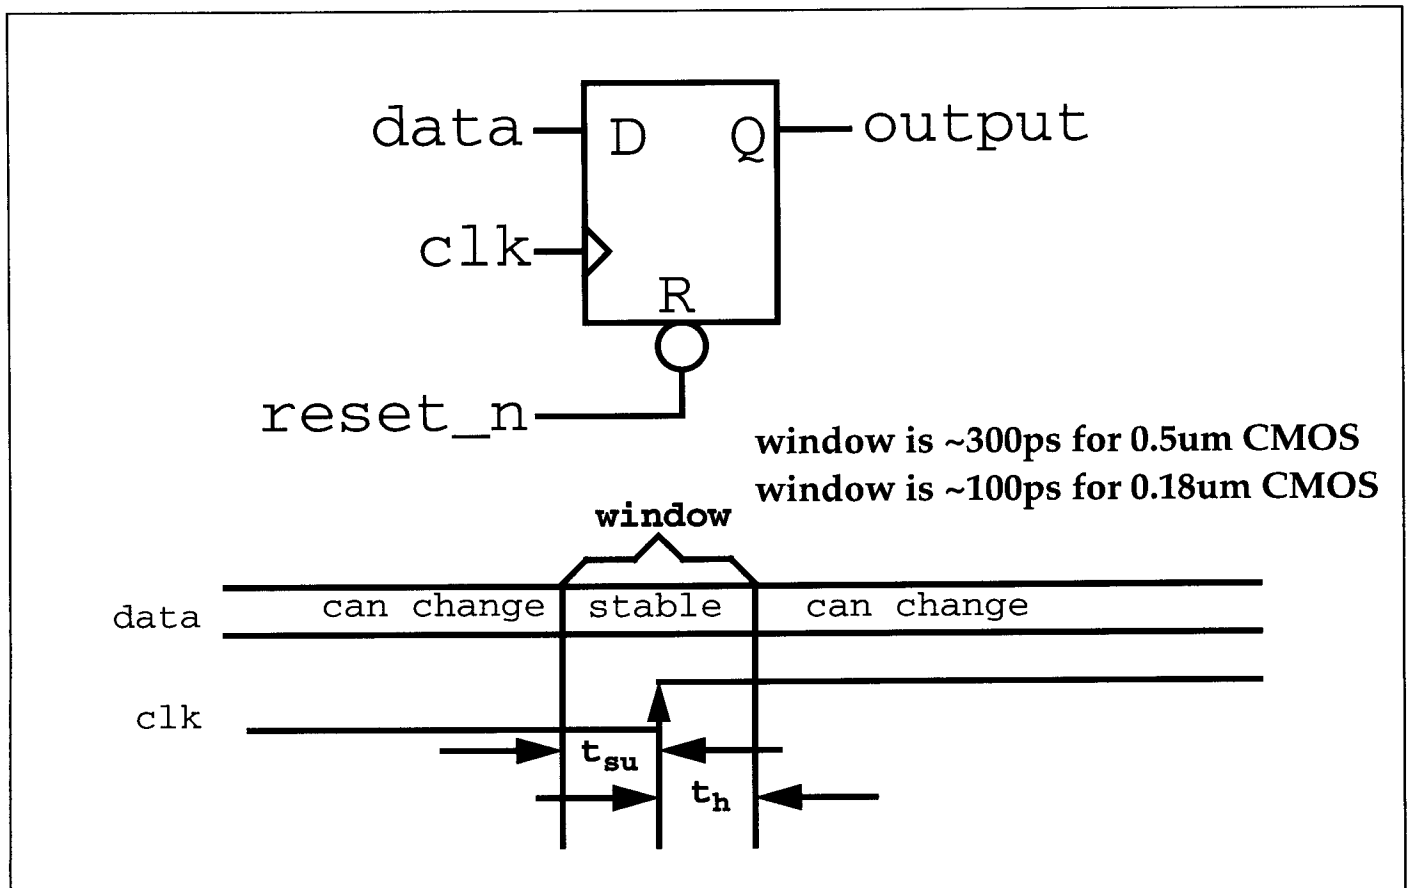 data D Q output
clk
R
reset_n
window is ~300ps for 0.5um CMOS
window is ~100ps for 0.18um CMOS
window
data can change stable can change
clk
tsu
th